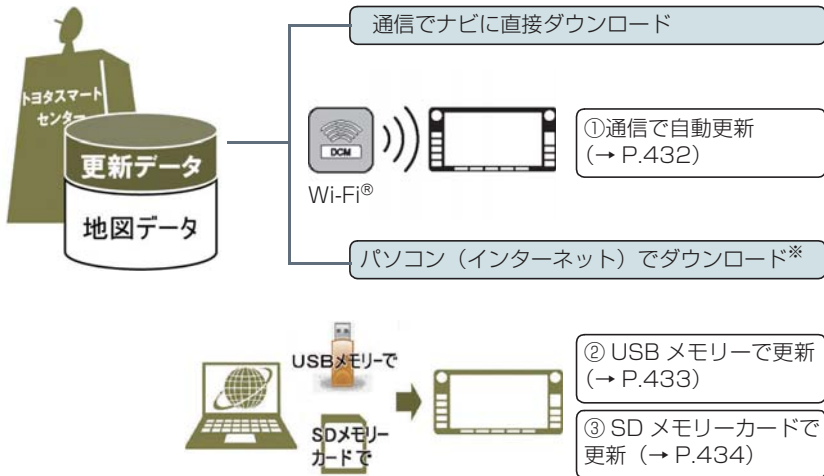 通信でナビに直接ダウンロード
トヨタスマート
センター
更新データ
地図データ
DCM
Wi-Fi®
①通信で自動更新
(→ P.432)
パソコン（インターネット）でダウンロード※
USBメモリーで
SDメモリー
カードで
② USB メモリーで更新
(→ P.433)
③ SD メモリーカードで
更新（→ P.434）